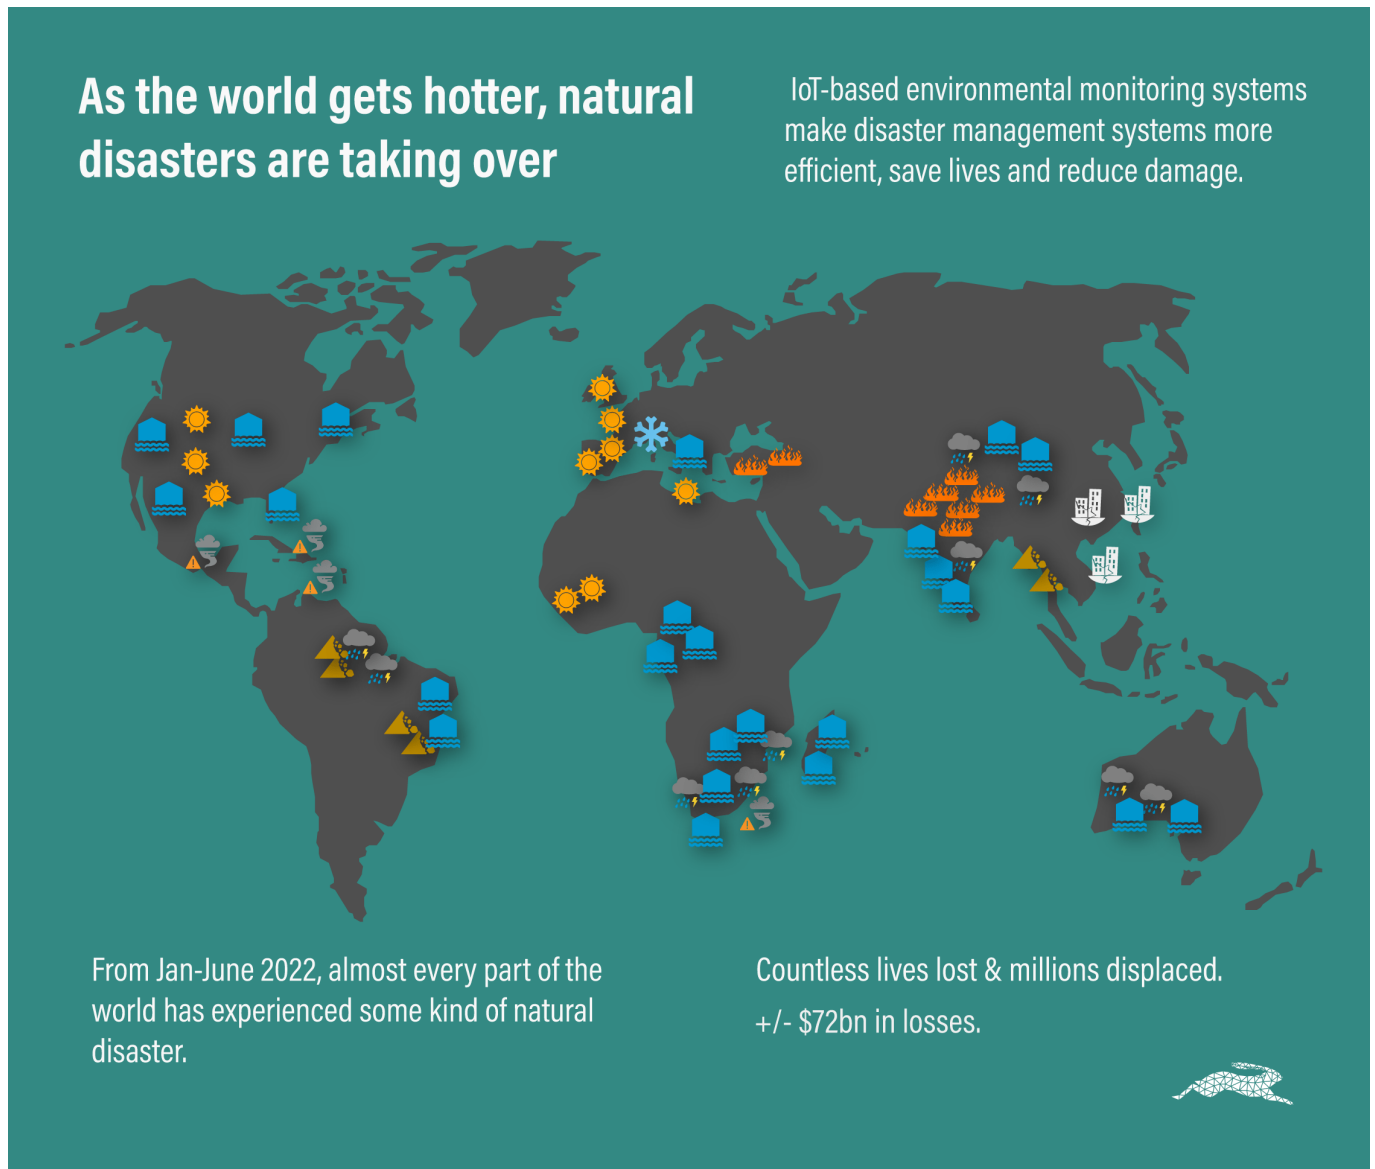 As the world gets hotter, natural
disasters are taking over
IoT-based environmental monitoring systems
make disaster management systems more
efficient, save lives and reduce damage.
From Jan-June 2022, almost every part of the
world has experienced some kind of natural
disaster.
Countless lives lost & millions displaced.
+/- $72bn in losses.